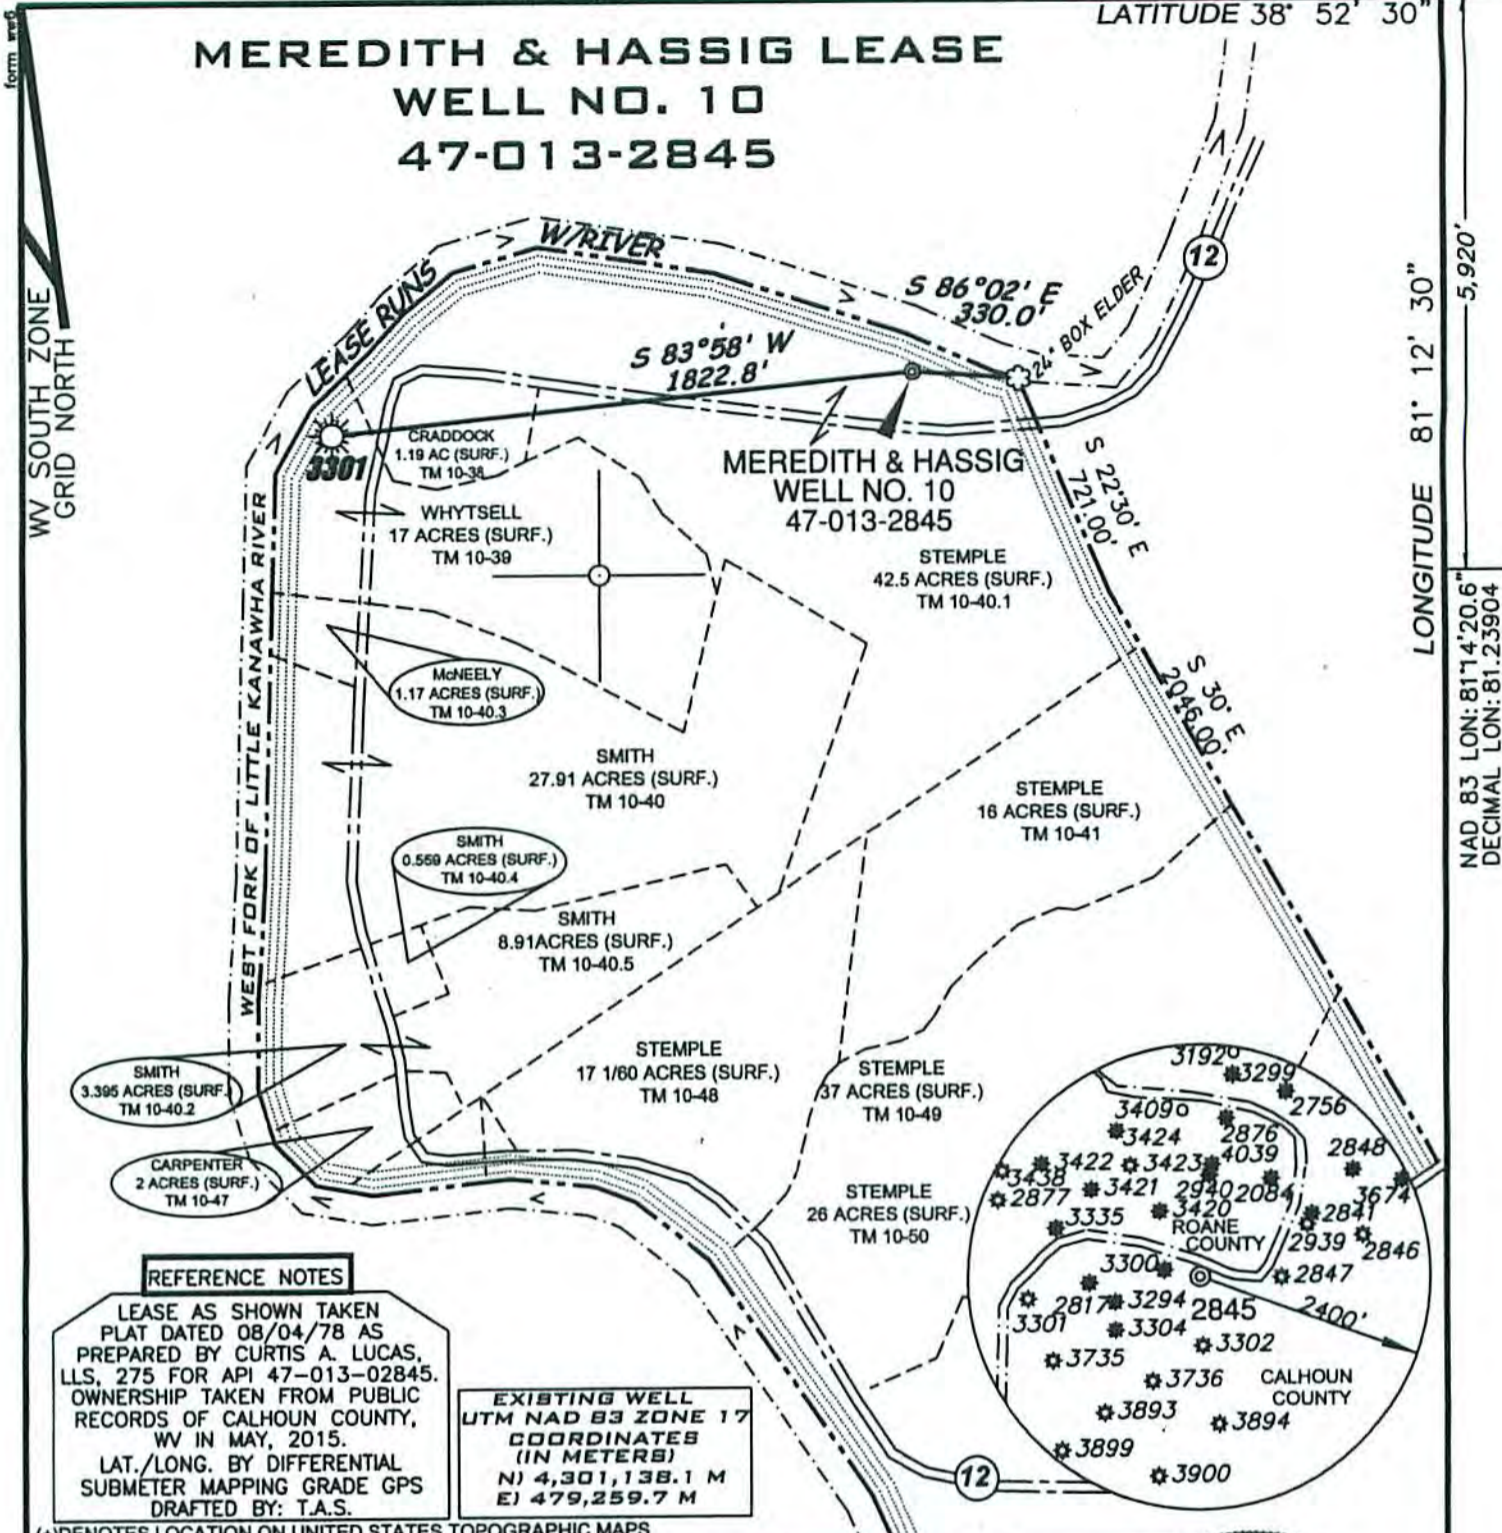 form wwg
LATITUDE 38° 52' 30"
MEREDITH & HASSIG LEASE
WELL NO. 10
47-013-2845
WV SOUTH ZONE
GRID NORTH
5,920'
LONGITUDE 81° 12' 30"
NAD 83 LON: 81°14'20.6"
DECIMAL LON: 81.23904
LEASE RUNS
W/RIVER
S 86°02' E
330.0'
24" BOX ELDER
12
S 83°58' W
1822.8'
3301
CRADDOCK
1.19 AC (SURF.)
TM 10-38
MEREDITH & HASSIG
WELL NO. 10
47-013-2845
S 22°30' E
721.00'
WHYTSELL
17 ACRES (SURF.)
TM 10-39
STEMPLE
42.5 ACRES (SURF.)
TM 10-40.1
WEST FORK OF LITTLE KANAWHA RIVER
McNEELY
1.17 ACRES (SURF.)
TM 10-40.3
S 30° E
2046.00'
SMITH
27.91 ACRES (SURF.)
TM 10-40
STEMPLE
16 ACRES (SURF.)
TM 10-41
SMITH
0.559 ACRES (SURF.)
TM 10-40.4
SMITH
8.91ACRES (SURF.)
TM 10-40.5
SMITH
3.395 ACRES (SURF.)
TM 10-40.2
STEMPLE
17 1/60 ACRES (SURF.)
TM 10-48
STEMPLE
37 ACRES (SURF.)
TM 10-49
CARPENTER
2 ACRES (SURF.)
TM 10-47
STEMPLE
26 ACRES (SURF.)
TM 10-50
3192
3299
2756
3409
3424
2876
4039
2848
3422
3423
3438
2877
3421
2940
2084
3674
3420
2841
3335
ROANE
COUNTY
2939
2846
3300
2847
2817
3294
2845
2400'
3301
3304
3302
3735
3736
CALHOUN
COUNTY
3893
3894
3899
3900
12
REFERENCE NOTES
LEASE AS SHOWN TAKEN
PLAT DATED 08/04/78 AS
PREPARED BY CURTIS A. LUCAS,
LLS, 275 FOR API 47-013-02845.
OWNERSHIP TAKEN FROM PUBLIC
RECORDS OF CALHOUN COUNTY,
WV IN MAY, 2015.
LAT./LONG. BY DIFFERENTIAL
SUBMETER MAPPING GRADE GPS
DRAFTED BY: T.A.S.
EXISTING WELL
UTM NAD 83 ZONE 17
COORDINATES
(IN METERS)
N) 4,301,138.1 M
E) 479,259.7 M
(+)DENOTES LOCATION ON UNITED STATES TOPOGRAPHIC MAPS